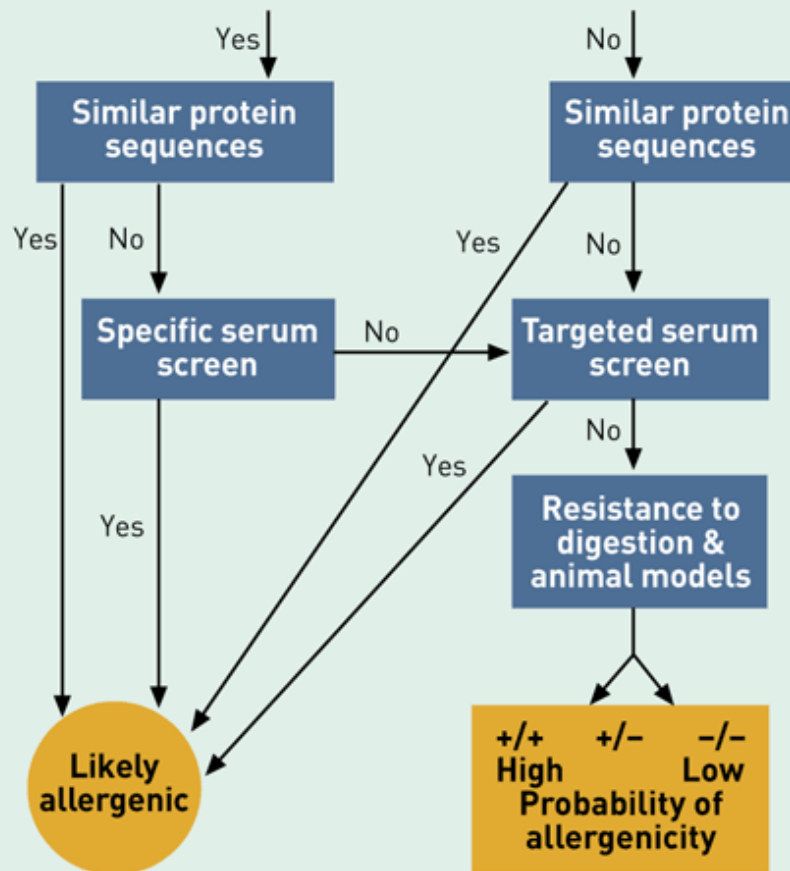 Yes
No
Similar protein
sequences
Similar protein
sequences
Yes
No
Yes
No
Specific serum
screen
No
Targeted serum
screen
Yes
Yes
No
Resistance to
digestion &
animal models
Likely
allergenic
+/+ +/– –/–
High Low
Probability of
allergenicity